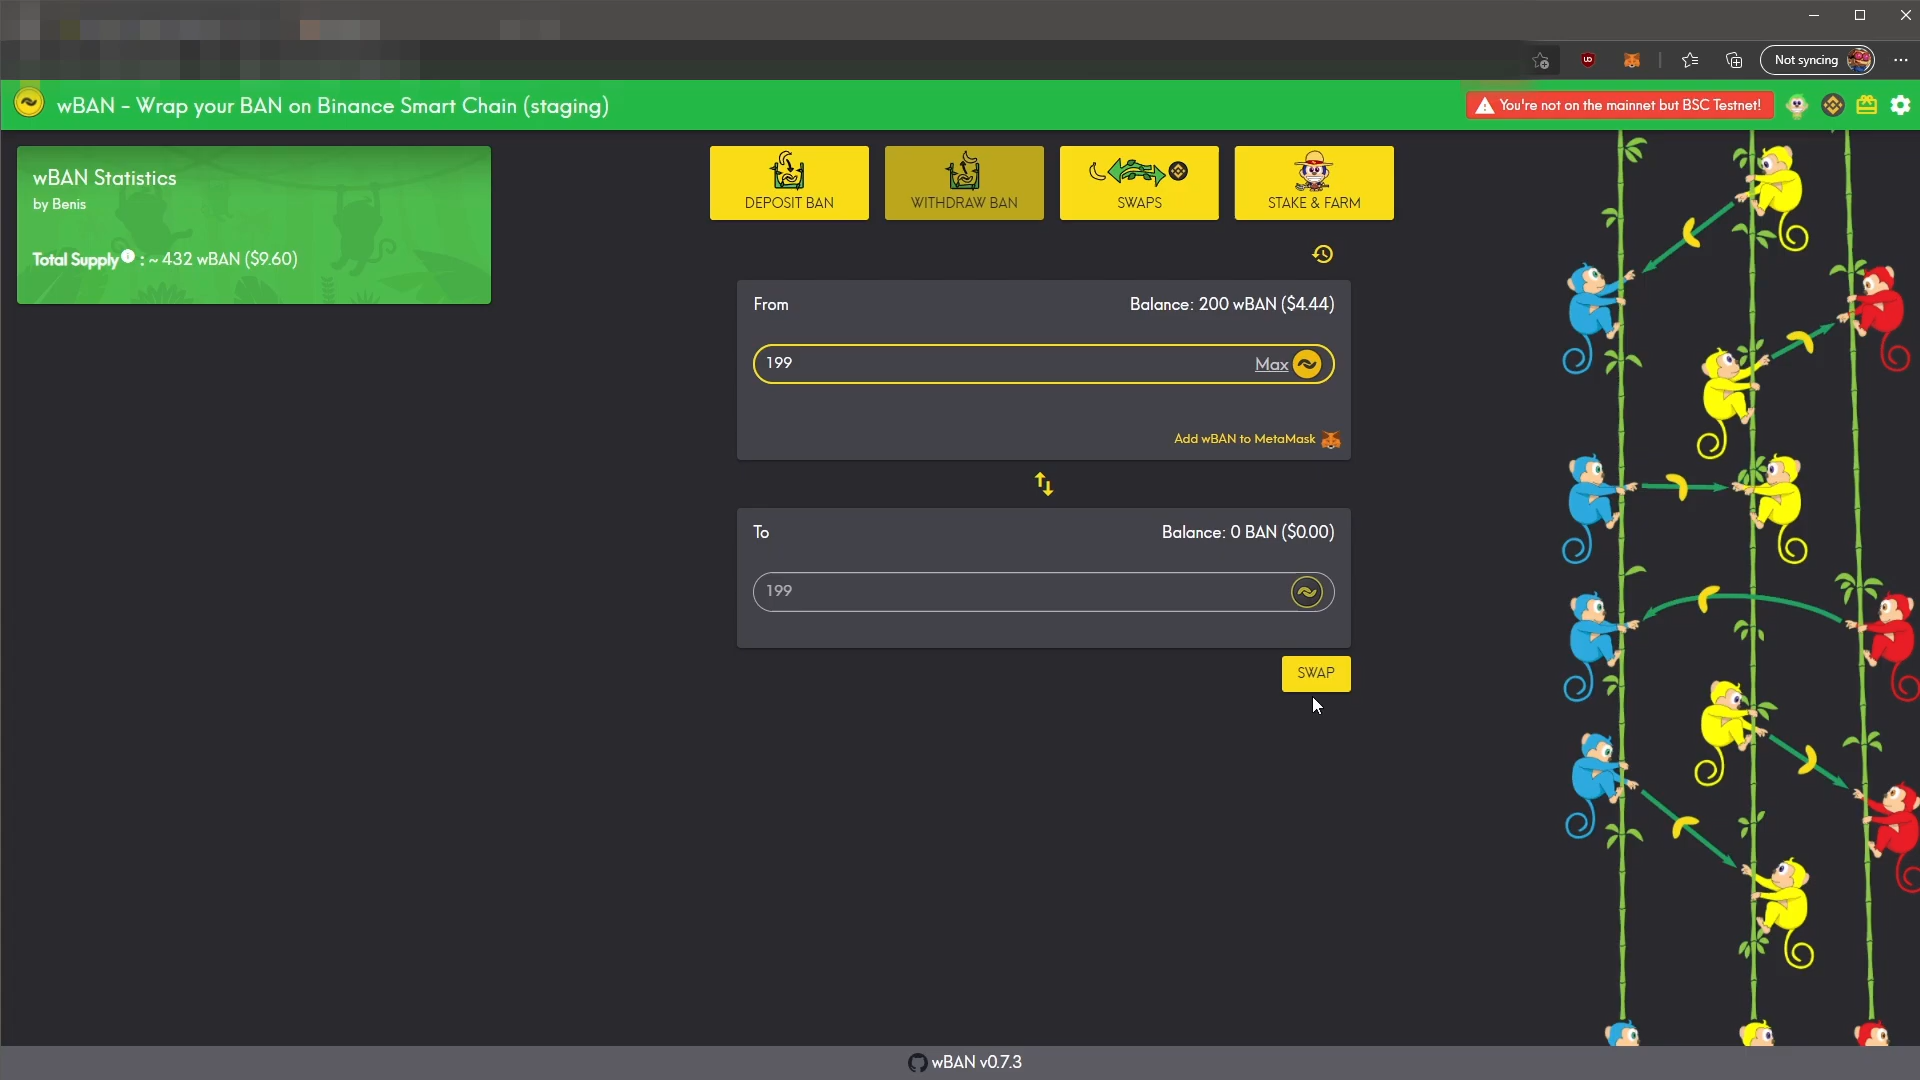 Not syncing
wBAN - Wrap your BAN on Binance Smart Chain (staging)
You're not on the mainnet but BSC Testnet!
wBAN Statistics
by Benis
Total Supply : ~ 432 wBAN ($9.60)
DEPOSIT BAN
WITHDRAW BAN
SWAPS
STAKE & FARM
From
Balance: 200 wBAN ($4.44)
199
Max
Add wBAN to MetaMask
To
Balance: 0 BAN ($0.00)
199
SWAP
wBAN v0.7.3